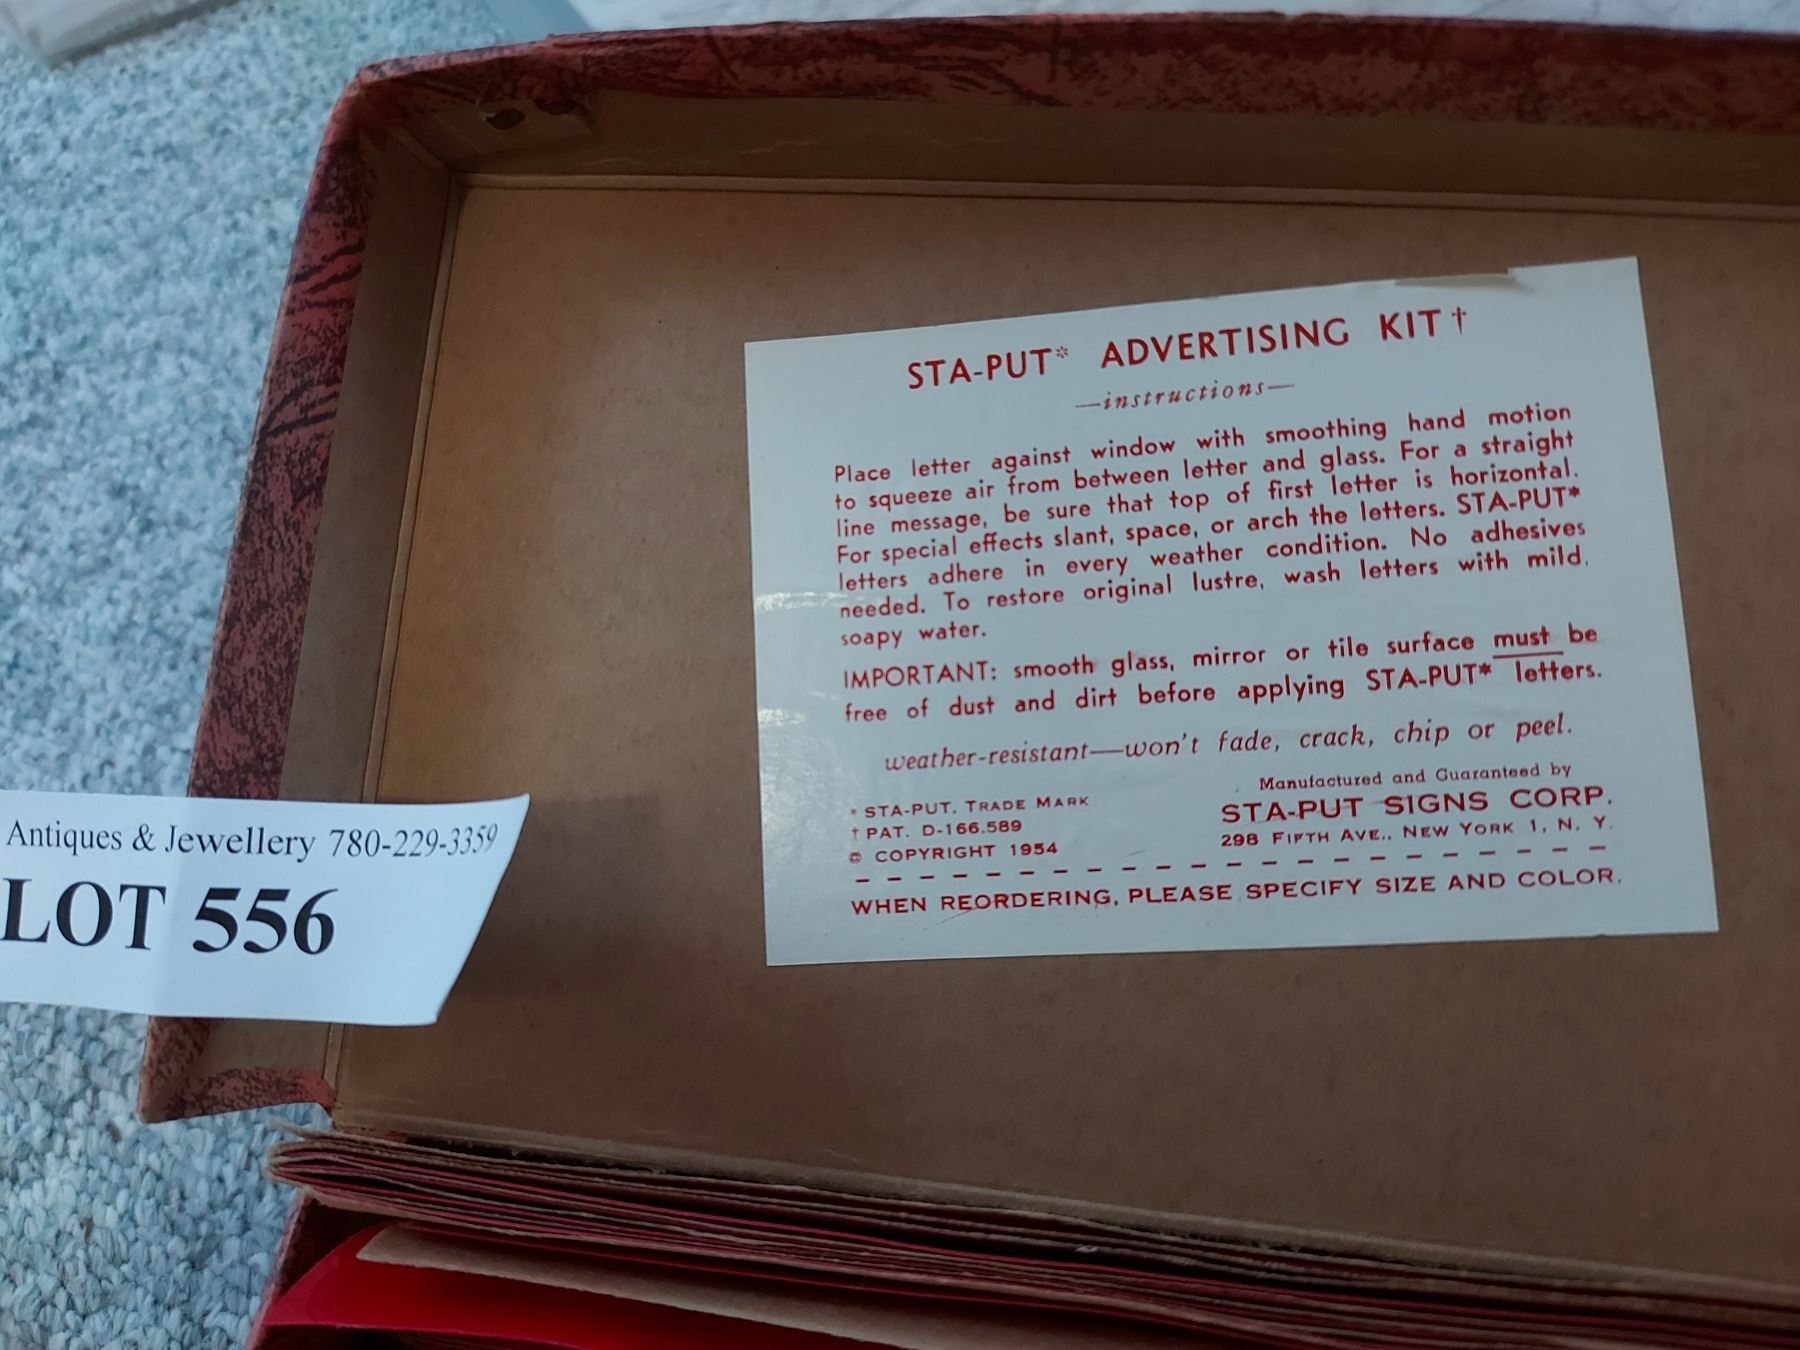 STA-PUT* ADVERTISING KIT†
—instructions—
Place letter against window with smoothing hand motion
to squeeze air from between letter and glass. For a straight
line message, be sure that top of first letter is horizontal.
For special effects slant, space, or arch the letters. STA-PUT*
letters adhere in every weather condition. No adhesives
needed. To restore original lustre, wash letters with mild,
soapy water.
IMPORTANT: smooth glass, mirror or tile surface must be
free of dust and dirt before applying STA-PUT* letters.
weather-resistant—won't fade, crack, chip or peel.
* STA-PUT, TRADE MARK
† PAT. D-166,589
© COPYRIGHT 1954
Manufactured and Guaranteed by
STA-PUT SIGNS CORP.
298 FIFTH AVE., NEW YORK 1, N. Y.
WHEN REORDERING, PLEASE SPECIFY SIZE AND COLOR.
Antiques & Jewellery 780-229-3359
LOT 556